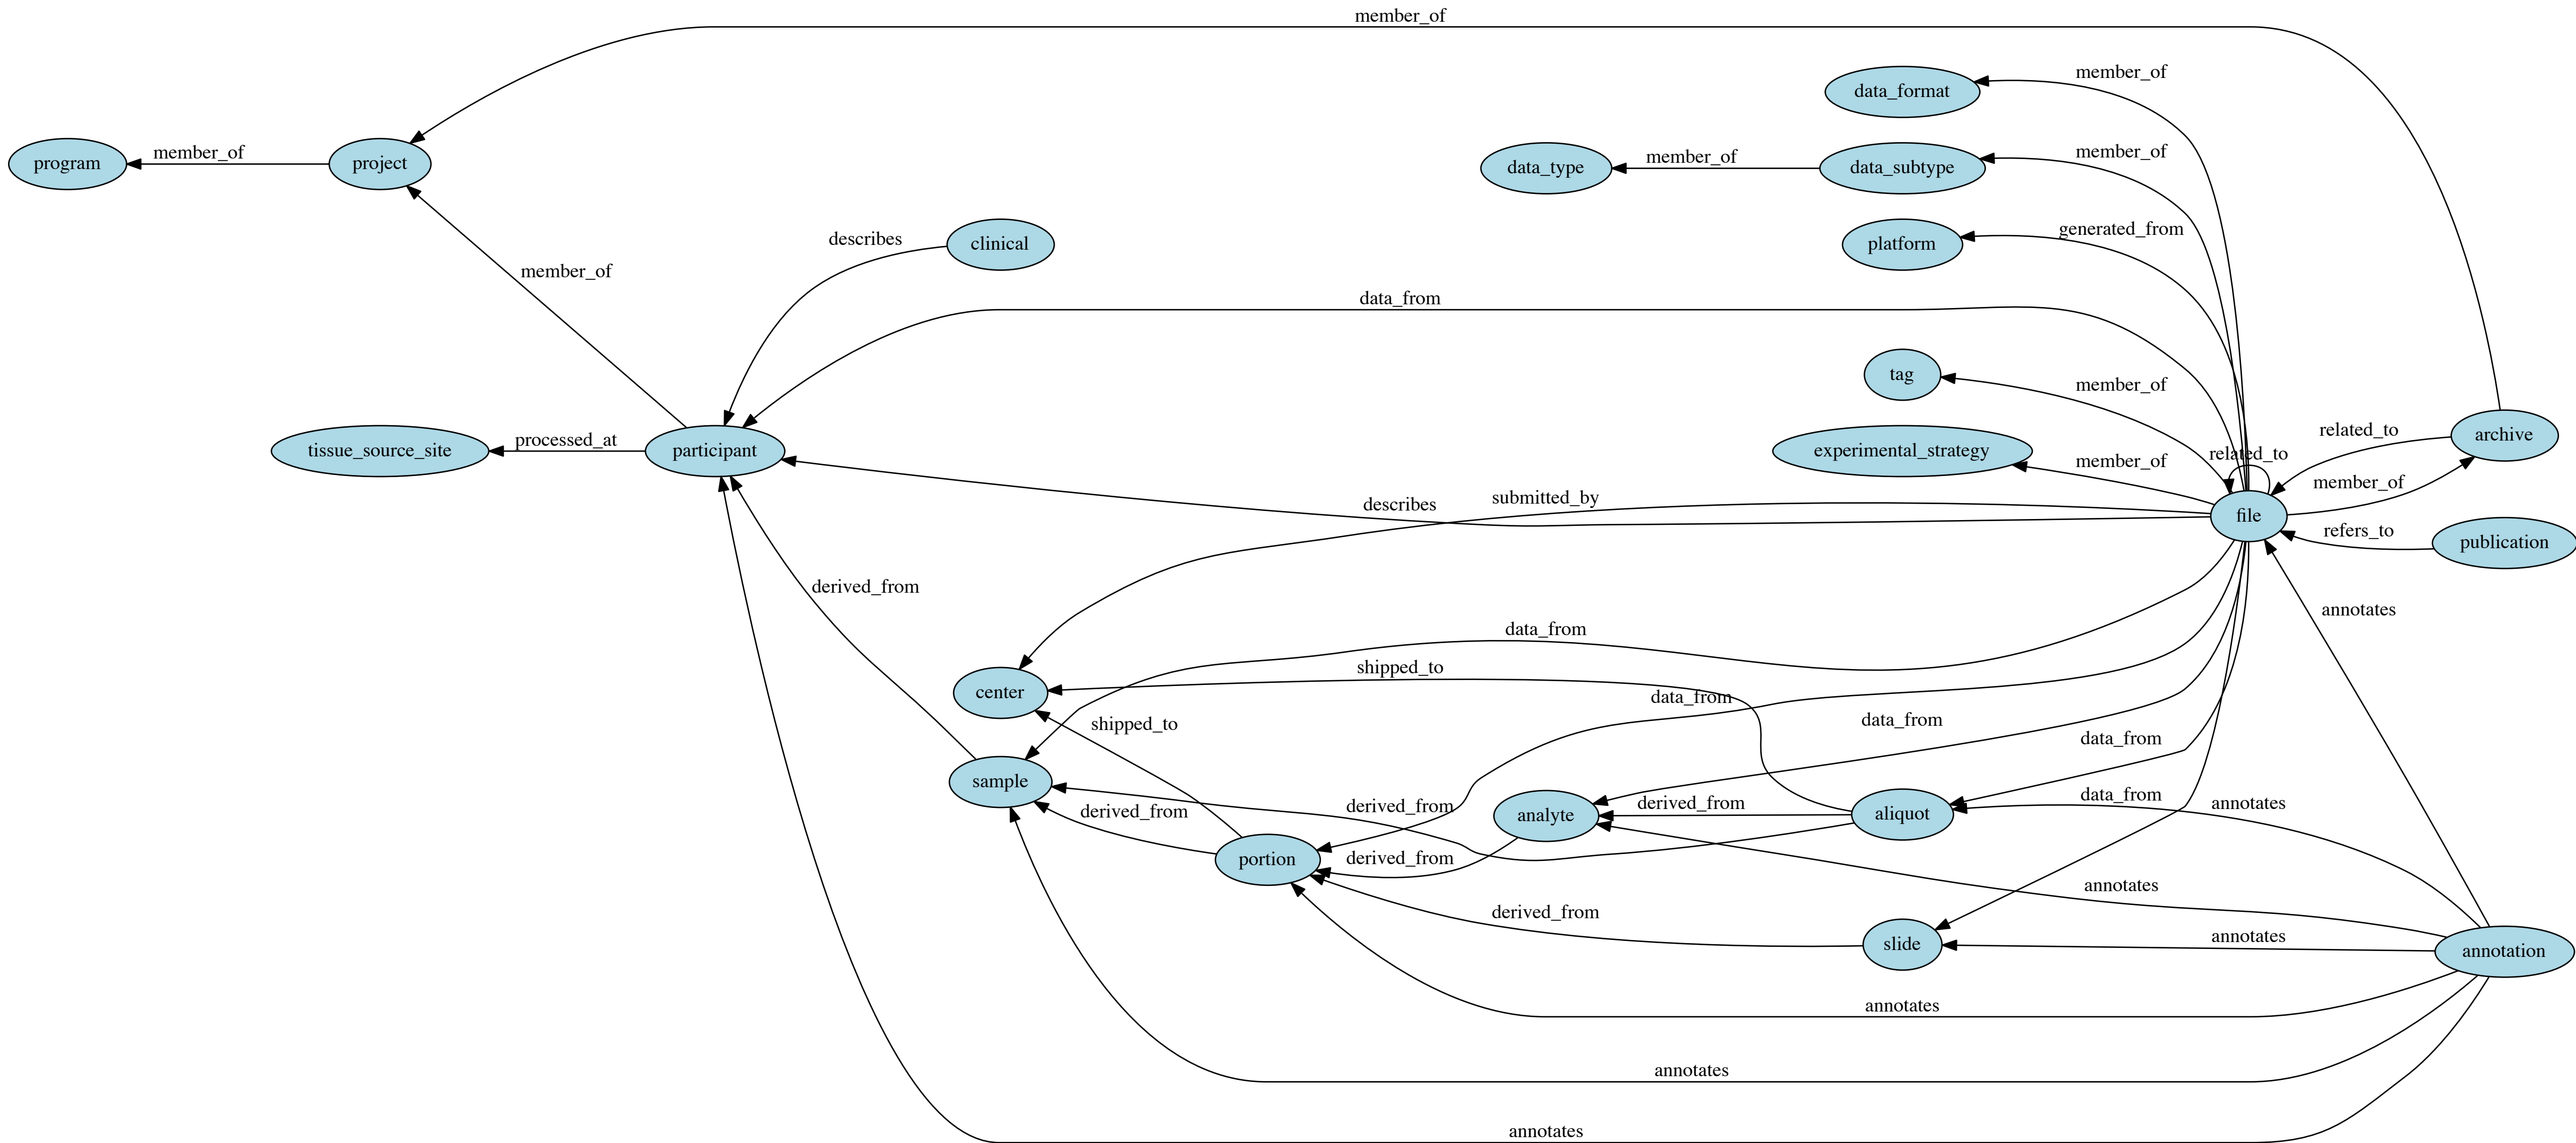 member_of
member_of
data_format
member_of
program
member_of
project
data_type
member_of
data_subtype
member_of
describes
clinical
platform
generated_from
member_of
data_from
tag
member_of
tissue_source_site
processed_at
participant
experimental_strategy
member_of
related_to
related_to
archive
member_of
describes
submitted_by
file
refers_to
publication
derived_from
annotates
data_from
center
shipped_to
data_from
shipped_to
data_from
data_from
sample
derived_from
derived_from
analyte
derived_from
aliquot
data_from
annotates
portion
derived_from
annotates
derived_from
slide
annotates
annotation
annotates
annotates
annotates